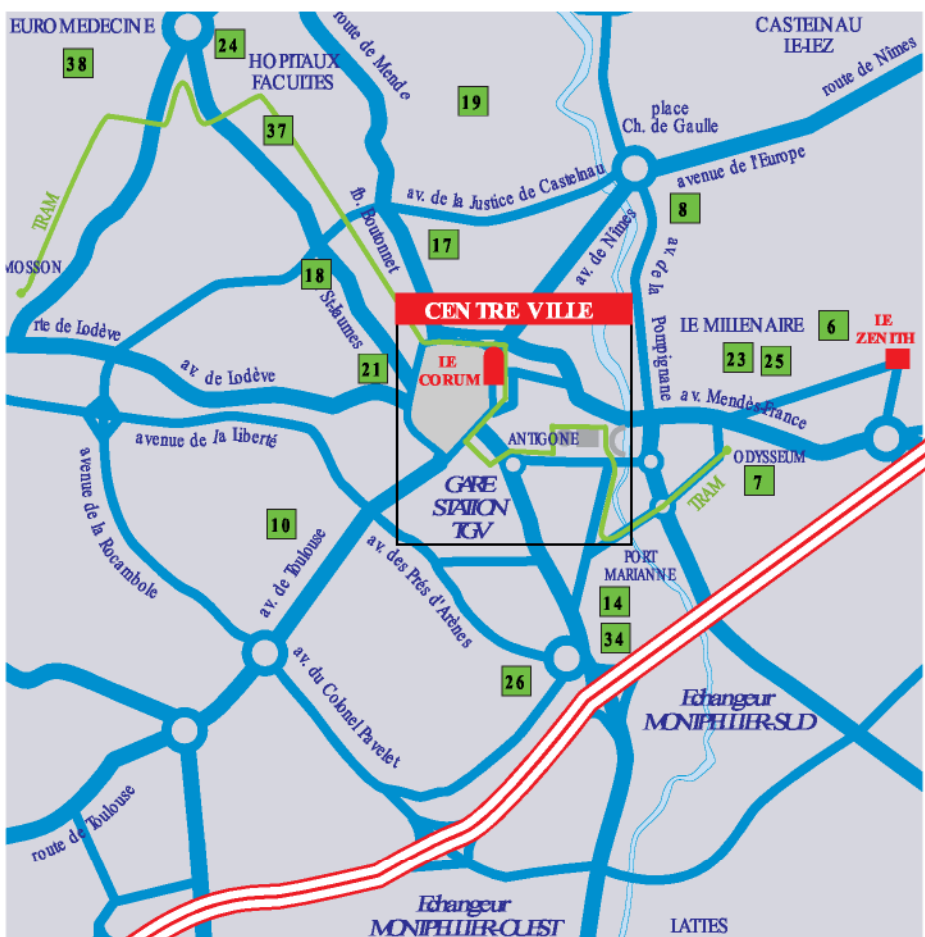 EUROMEDECINE
38
24
HOPITAUX
FACULTES
37
route de Mende
19
CASTELNAU
LE-LEZ
route de Nîmes
place
Ch. de Gaulle
avenue de l'Europe
av. de la Justice de Castelnau
8
TRAM
fb. Boutonnet
17
av. de Nîmes
av. de la Pompignane
MOSSON
18
St-Jaumes
CENTRE VILLE
LE MILLENAIRE
6
LE
ZENITH
23
25
rte de Lodève
av. de Lodève
21
LE
CORUM
av. Mendès-France
avenue de la liberté
ANTIGONE
ODYSSEUM
7
TRAM
GARE
STATION
TGV
avenue de la Rocambole
10
av. de Toulouse
av. des Prés d'Arènes
PORT
MARIANNE
14
34
26
av. du Colonel Pavelet
Echangeur
MONTPELLIER-SUD
route de Toulouse
Echangeur
MONTPELLIER-OUEST
LATTES